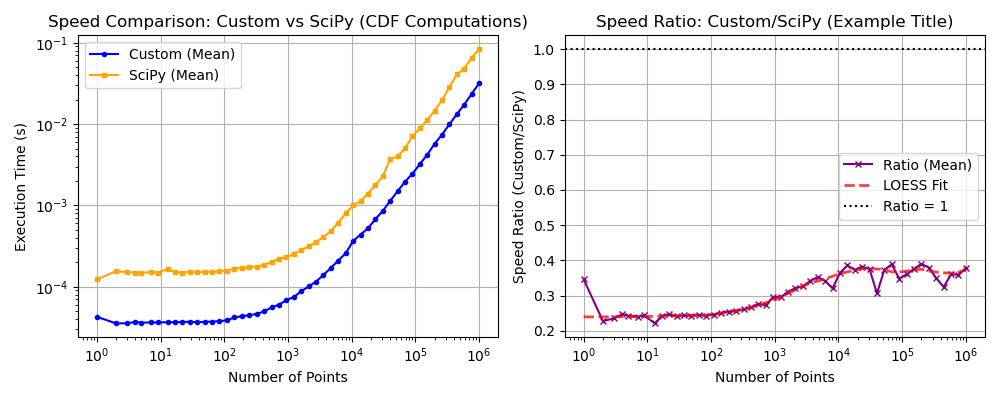 Speed Comparison: Custom vs SciPy (CDF Computations)
Execution Time (s)
10⁻¹
10⁻²
10⁻³
10⁻⁴
Custom (Mean)
SciPy (Mean)
10⁰ 10¹ 10² 10³ 10⁴ 10⁵ 10⁶
Number of Points
Speed Ratio: Custom/SciPy (Example Title)
Speed Ratio (Custom/SciPy)
1.0
0.9
0.8
0.7
0.6
0.5
0.4
0.3
0.2
Ratio (Mean)
LOESS Fit
Ratio = 1
10⁰ 10¹ 10² 10³ 10⁴ 10⁵ 10⁶
Number of Points